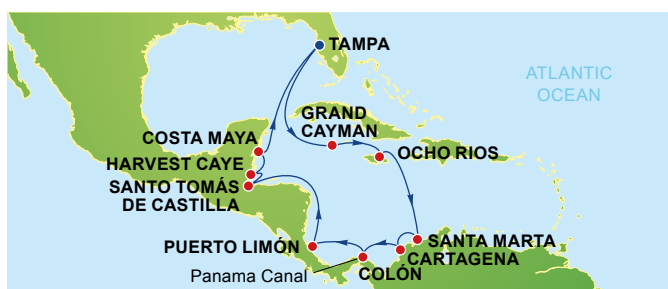 TAMPA
ATLANTIC
OCEAN
GRAND
CAYMAN
COSTA MAYA
OCHO RIOS
HARVEST CAYE
SANTO TOMÁS
DE CASTILLA
PUERTO LIMÓN
SANTA MARTA
CARTAGENA
Panama Canal
COLÓN